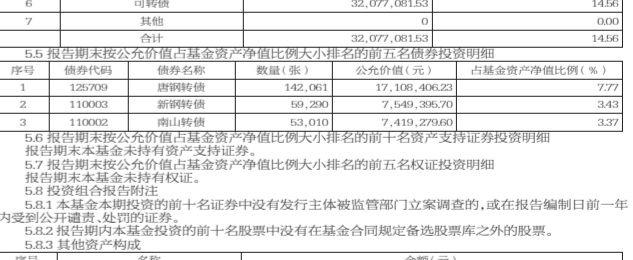 6 可转债 32,077,081.53 14.56
7 其他 0 0.00
合计 32,077,081.53 14.56
5.5 报告期末按公允价值占基金资产净值比例大小排名的前五名债券投资明细
序号 债券代码 债券名称 数量(张) 公允价值(元) 占基金资产净值比例(%)
1 125709 唐钢转债 142,061 17,108,406.23 7.77
2 110003 新钢转债 59,290 7,549,395.70 3.43
3 110002 南山转债 53,010 7,419,279.60 3.37
5.6 报告期末按公允价值占基金资产净值比例大小排名的前十名资产支持证券投资明细
报告期末本基金未持有资产支持证券。
5.7 报告期末按公允价值占基金资产净值比例大小排名的前五名权证投资明细
报告期末本基金未持有权证。
5.8 投资组合报告附注
5.8.1 本基金本期投资的前十名证券中没有发行主体被监管部门立案调查的,或在报告编制日前一年
内受到公开谴责、处罚的证券。
5.8.2 报告期内本基金投资的前十名股票中没有在基金合同规定备选股票库之外的股票。
5.8.3 其他资产构成
序号 名称 金额(元)